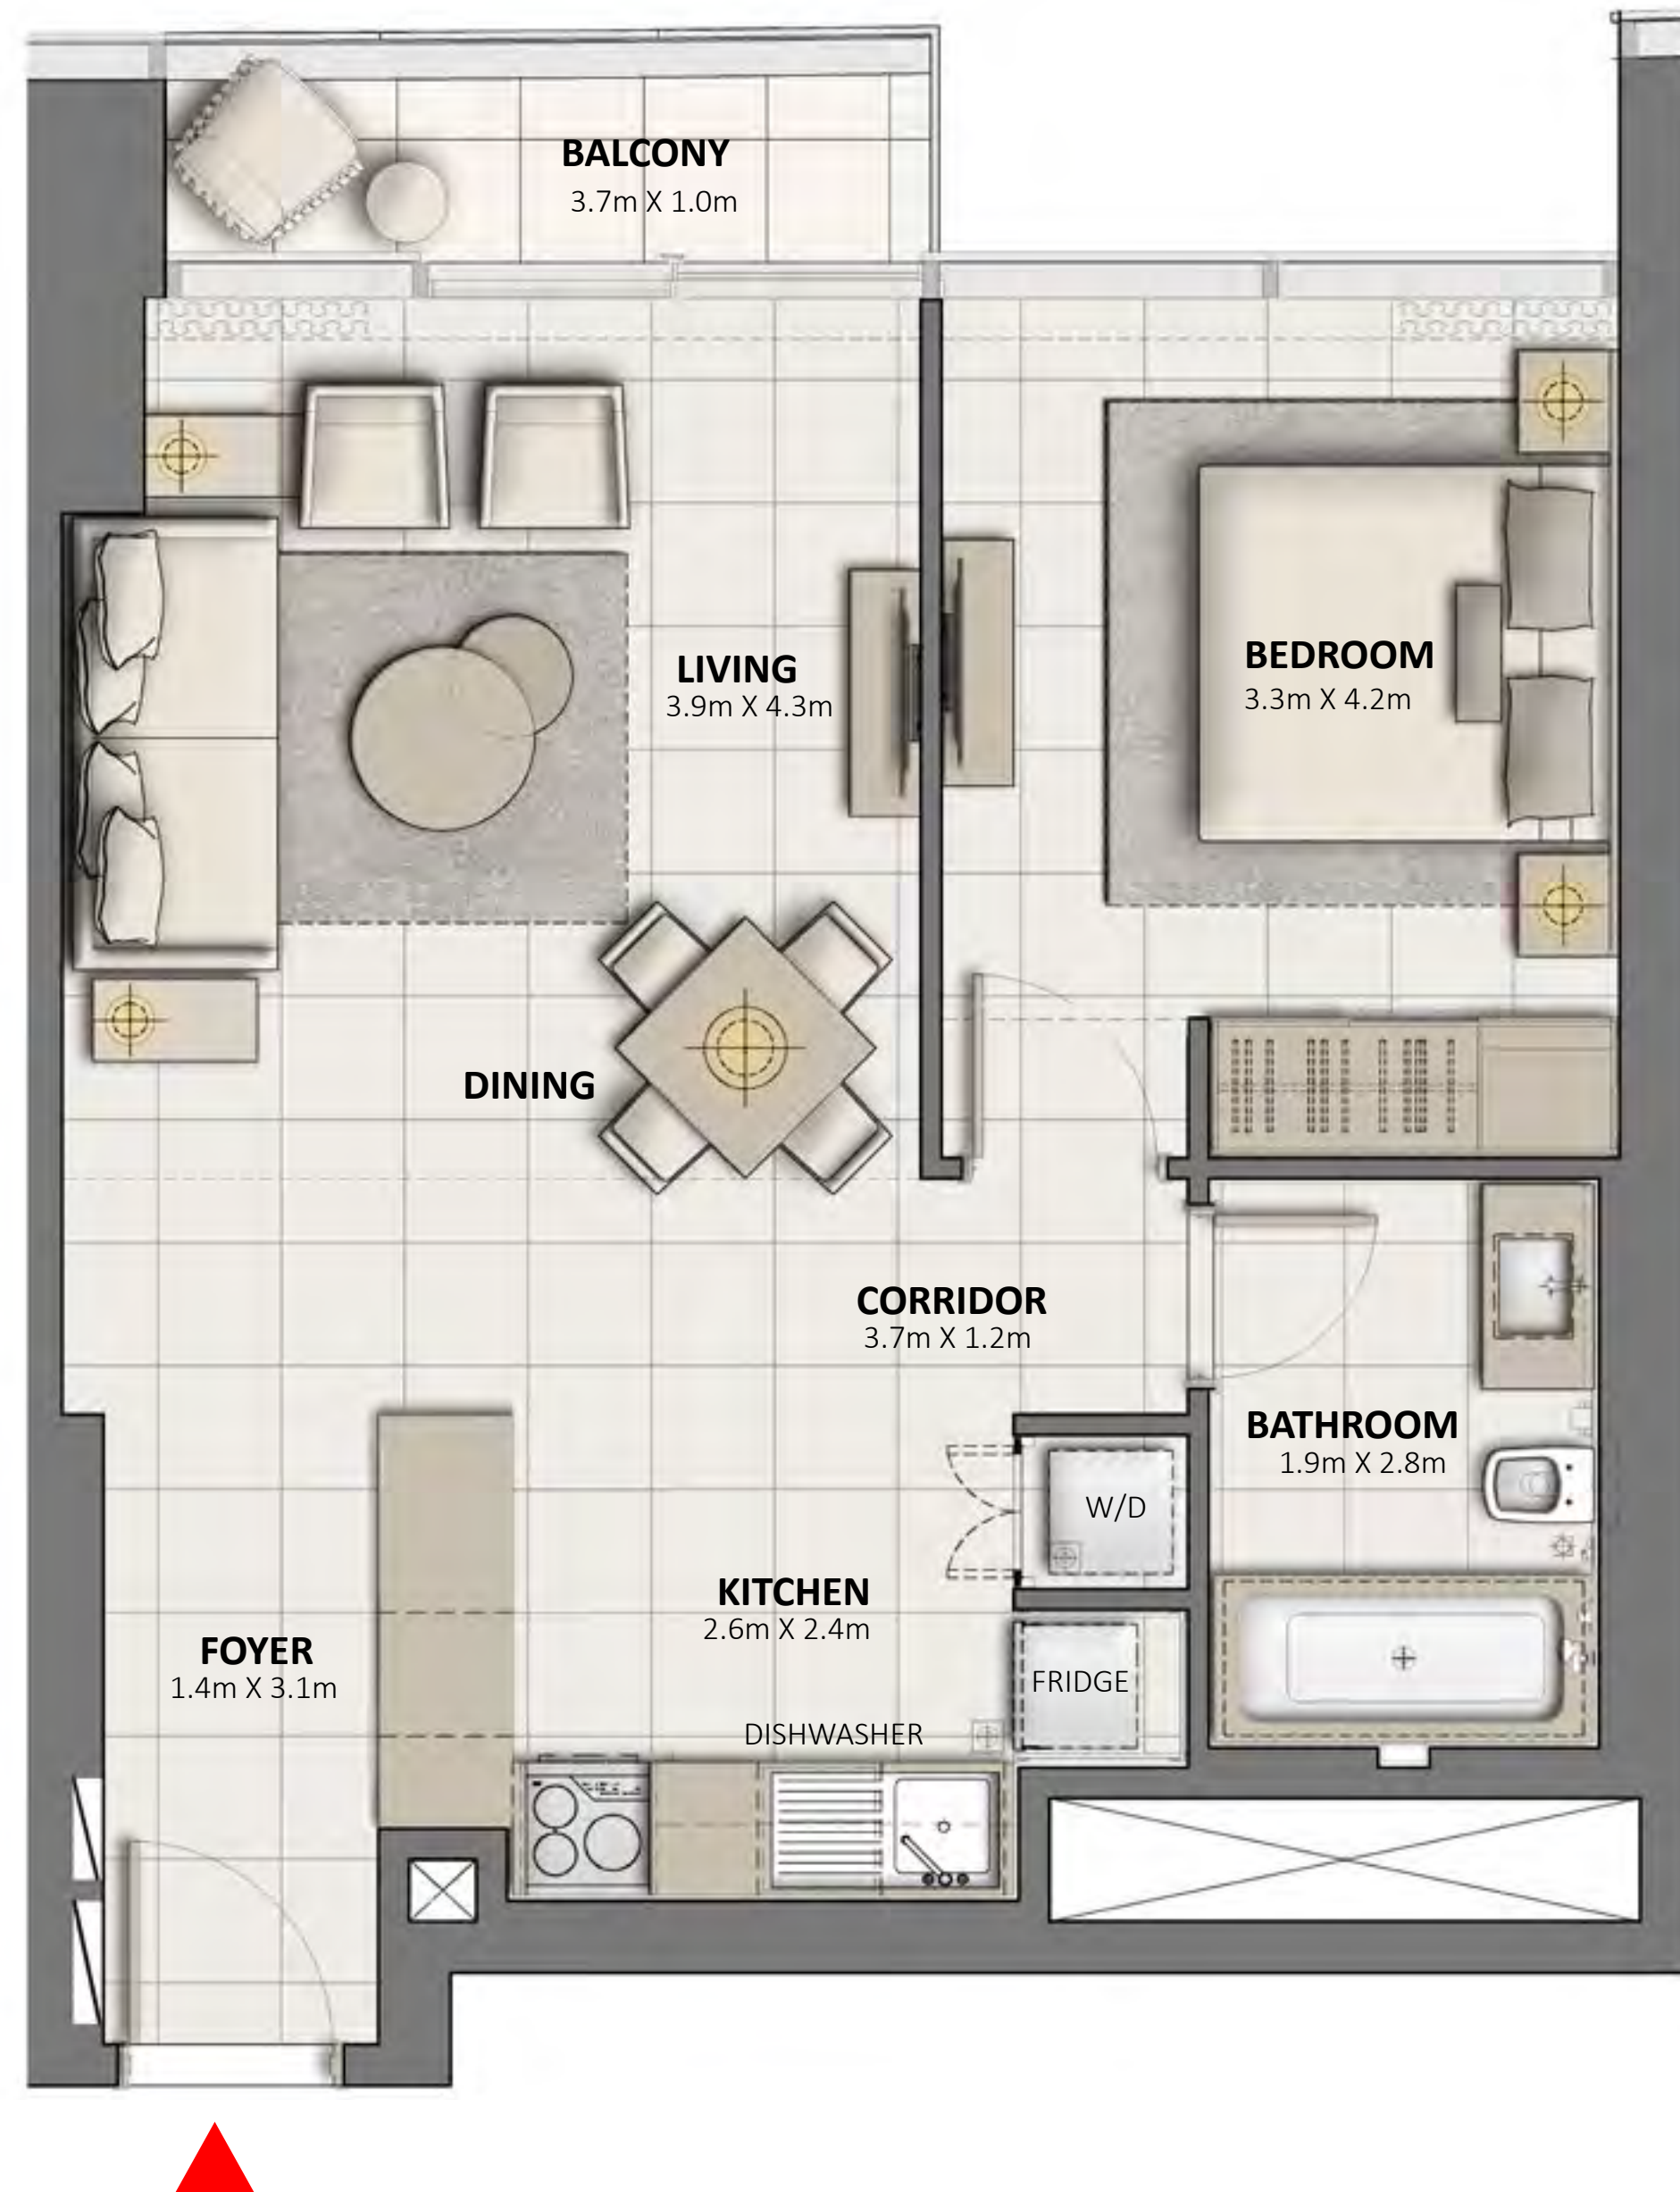 BALCONY
3.7m X 1.0m
LIVING
3.9m X 4.3m
BEDROOM
3.3m X 4.2m
DINING
CORRIDOR
3.7m X 1.2m
BATHROOM
1.9m X 2.8m
W/D
KITCHEN
2.6m X 2.4m
FOYER
1.4m X 3.1m
FRIDGE
DISHWASHER